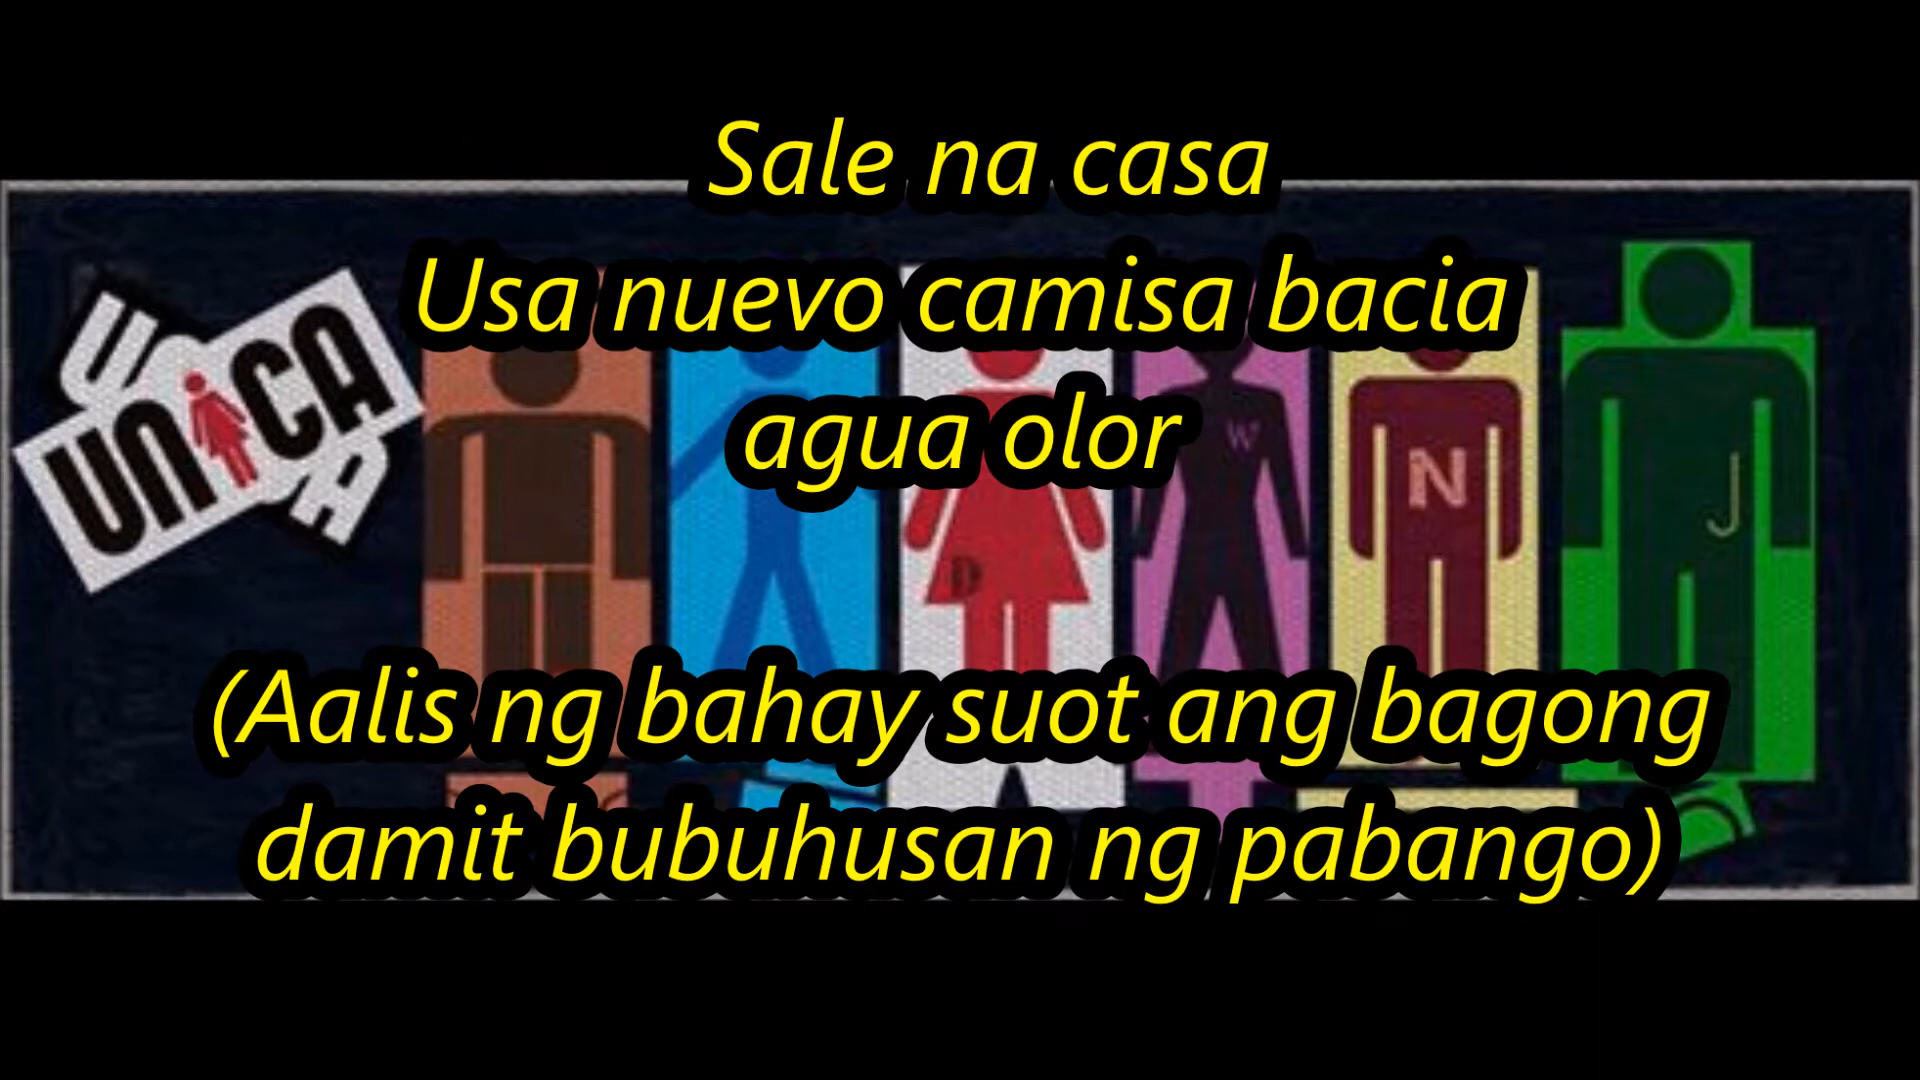 Sale na casa
Usa nuevo camisa bacia
agua olor
UNICA
W
N
J
D
(Aalis ng bahay suot ang bagong
damit bubuhusan ng pabango)